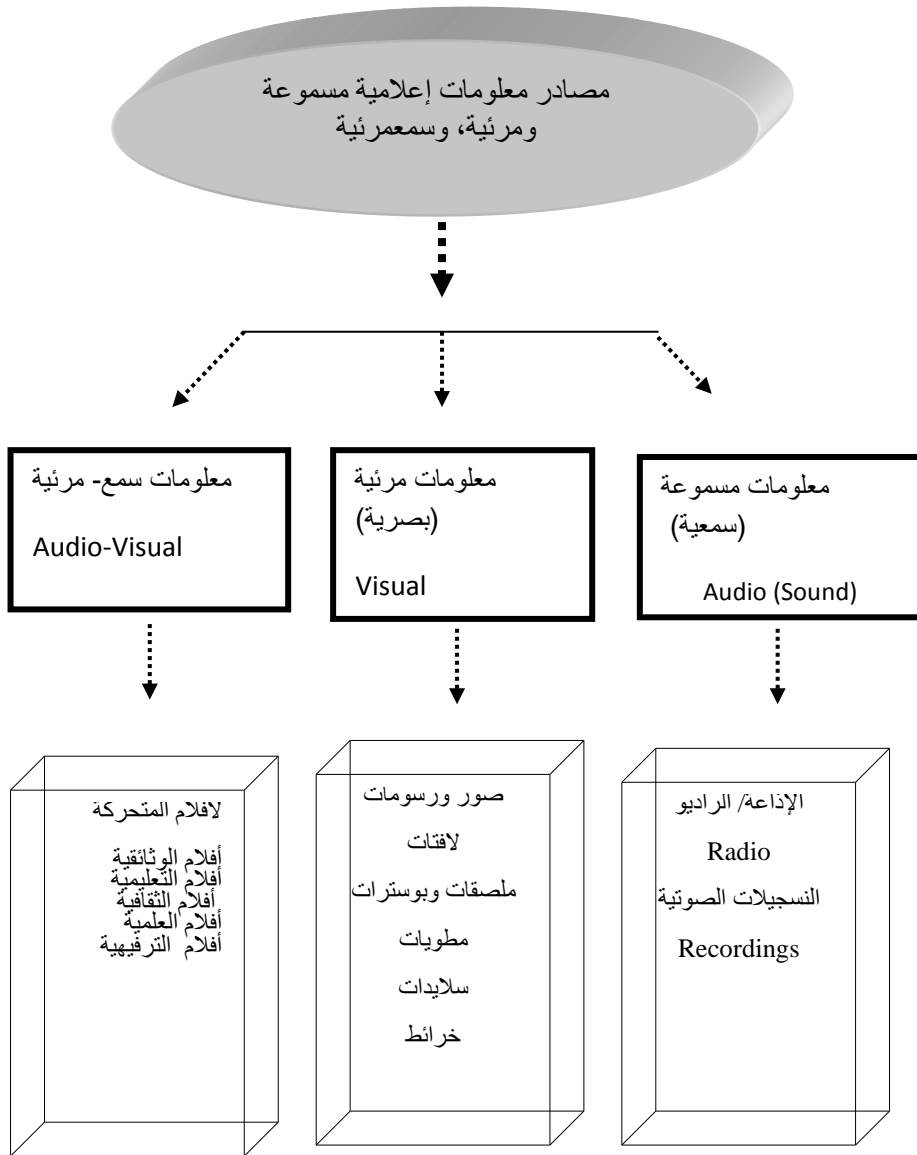 مصادر معلومات إعلامية مسموعة
ومرئية، وسمعمرئية
معلومات مسموعة
(سمعية)
Audio (Sound)
معلومات مرئية
(بصرية)
Visual
معلومات سمع- مرئية
Audio-Visual
الإذاعة/ الراديو
Radio
النسجيلات الصوتية
Recordings
صور ورسومات
لافتات
ملصقات وبوسترات
مطويات
سلايدات
خرائط
لافلام المتحركة
أفلام الوثائقية
أفلام التعليمية
أفلام الثقافية
أفلام العلمية
أفلام الترفيهية